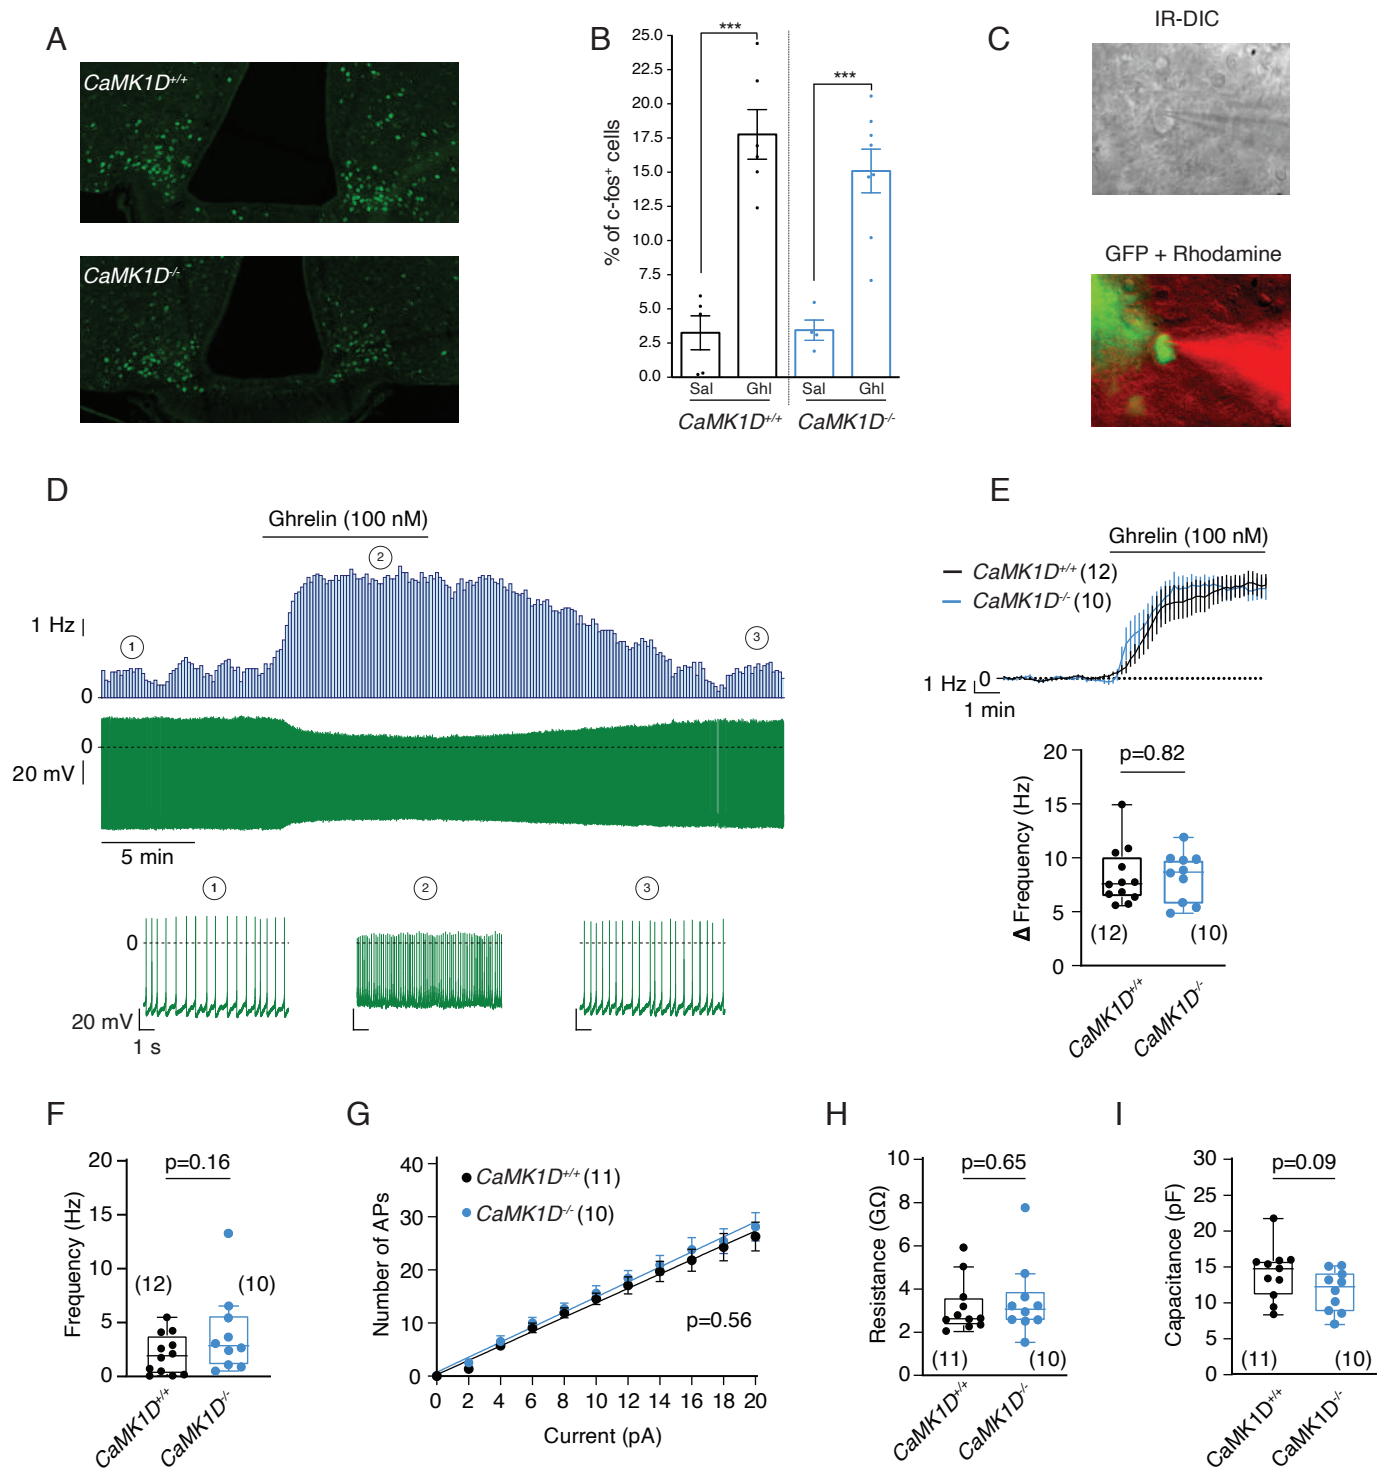 A
CaMK1D+/+
CaMK1D-/-
B
% of c-fos+ cells
25.0
22.5
20.0
17.5
15.0
12.5
10.0
7.5
5.0
2.5
0.0
***
***
Sal Ghl Sal Ghl
CaMK1D+/+ CaMK1D-/-
C
IR-DIC
GFP + Rhodamine
D
Ghrelin (100 nM)
1
2
3
1 Hz
0
0
20 mV
5 min
1 2 3
0
20 mV
1 s
E
Ghrelin (100 nM)
CaMK1D+/+ (12)
CaMK1D-/- (10)
0
1 Hz
1 min
Δ Frequency (Hz)
20
15
10
5
0
p=0.82
(12) (10)
CaMK1D+/+ CaMK1D-/-
F
Frequency (Hz)
20
15
10
5
0
p=0.16
(12) (10)
CaMK1D+/+ CaMK1D-/-
G
Number of APs
40
30
20
10
0
CaMK1D+/+ (11)
CaMK1D-/- (10)
p=0.56
0 2 4 6 8 10 12 14 16 18 20
Current (pA)
H
Resistance (GΩ)
10
8
6
4
2
0
p=0.65
(11) (10)
CaMK1D+/+ CaMK1D-/-
I
Capacitance (pF)
30
25
20
15
10
5
0
p=0.09
(11) (10)
CaMK1D+/+ CaMK1D-/-